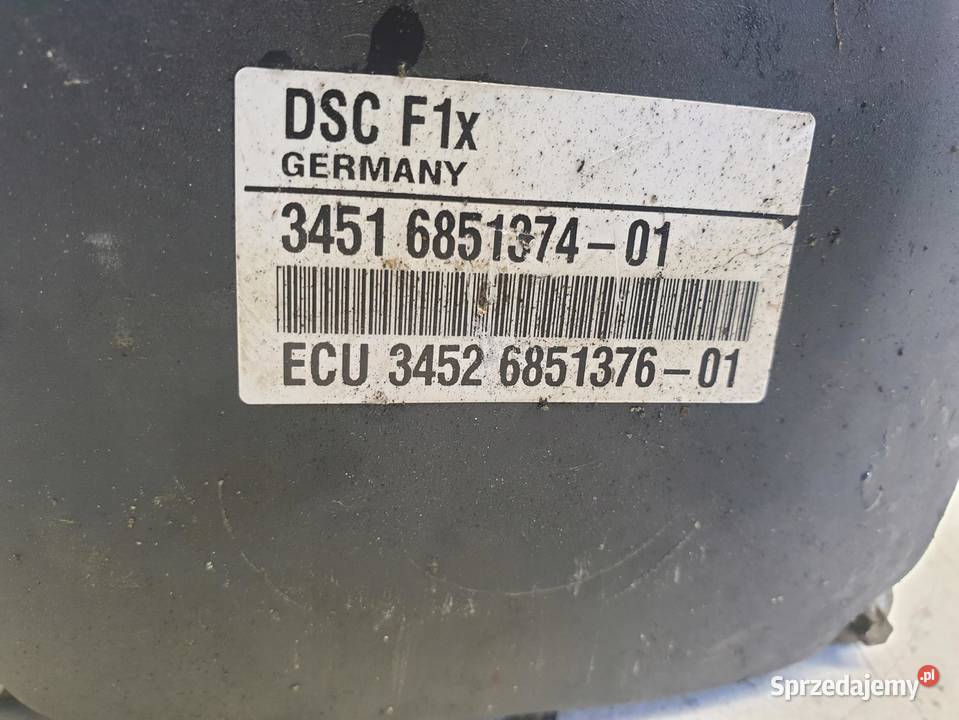 DSC F1x
GERMANY
3451 6851374-01
ECU 3452 6851376-01
Sprzedajemy.pl